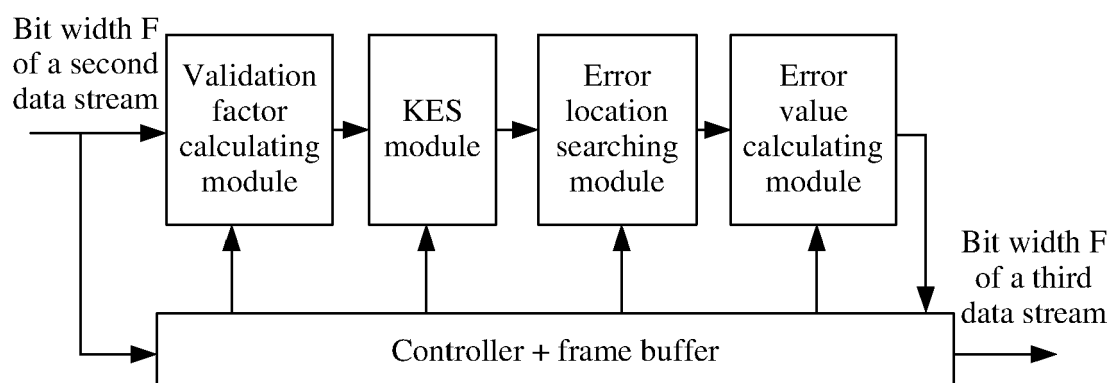 Bit width F
of a second
data stream
Validation
factor
calculating
module
KES
module
Error
location
searching
module
Error
value
calculating
module
Bit width F
of a third
data stream
Controller + frame buffer